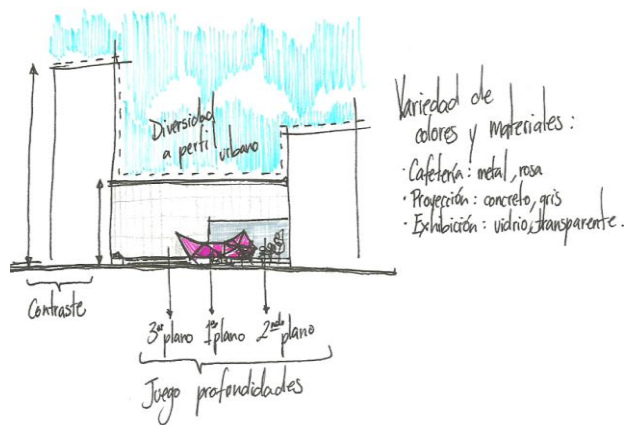 Diversidad
a perfil
urbano
Variedad de
colores y materiales:
· Cafetería: metal, rosa
· Proyección: concreto, gris
· Exhibición: vidrio, transparente.
Contraste
3er plano 1er plano 2ndo plano
Juego profundidades